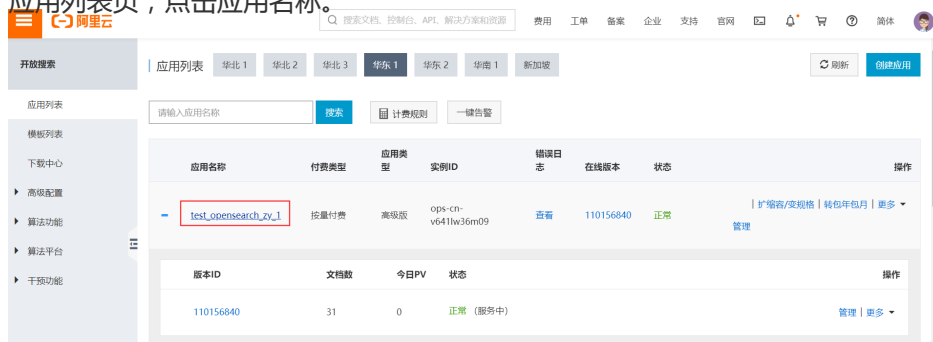 应用列表页，点击应用名称。
阿里云
搜索文档、控制台、API、解决方案和资源
费用 工单 备案 企业 支持 官网 简体
开放搜索
应用列表 华北 1 华北 2 华北 3 华东 1 华东 2 华南 1 新加坡 刷新 创建应用
应用列表
请输入应用名称 搜索 计费规则 一键告警
模板列表
下载中心
高级配置
算法功能
算法平台
干预功能
应用名称 付费类型 应用类型 实例ID 错误日志 在线版本 状态 操作
test_opensearch_zy_1 按量付费 高级版 ops-cn-v641lw36m09 查看 110156840 正常
| 扩缩容/变规格 | 转包年包月 | 更多
管理
版本ID 文档数 今日PV 状态 操作
110156840 31 0 正常 (服务中) 管理 | 更多